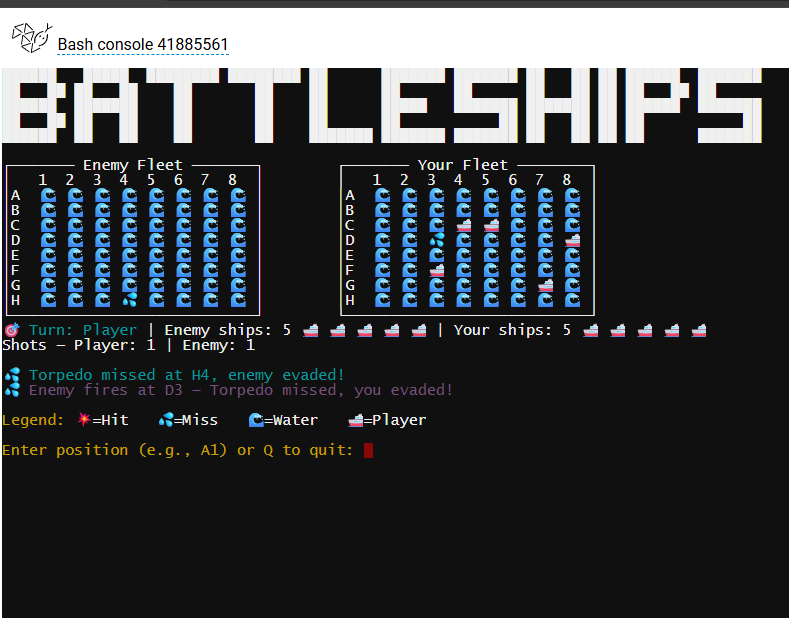 Bash console 41885561
BATTLESHIPS
Enemy Fleet Your Fleet
1 2 3 4 5 6 7 8 1 2 3 4 5 6 7 8
A A
B B
C C
D D
E E
F F
G G
H H
🎯 Turn: Player | Enemy ships: 5 🚢 🚢 🚢 🚢 🚢 | Your ships: 5 🚢 🚢 🚢 🚢 🚢
Shots – Player: 1 | Enemy: 1
💦 Torpedo missed at H4, enemy evaded!
💦 Enemy fires at D3 – Torpedo missed, you evaded!
Legend: 💥=Hit 💦=Miss 🌊=Water 🚢=Player
Enter position (e.g., A1) or Q to quit: